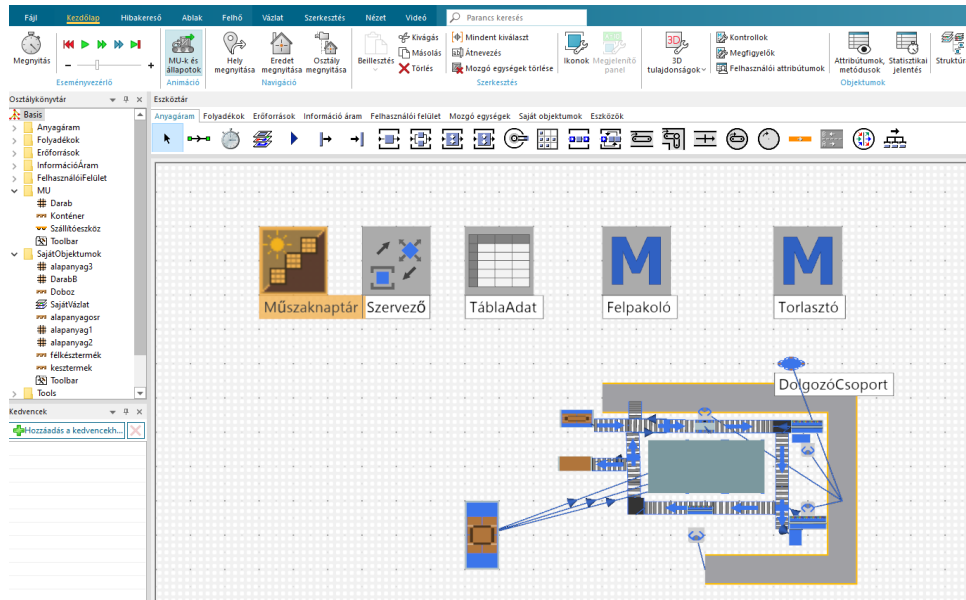 Fájl Kezdőlap Hibakereső Ablak Felhő Vázlat Szerkesztés Nézet Videó Parancs keresés
Megnyitás
Eseményvezérlő
MU-k és állapotok
Animáció
Hely megnyitása
Eredet megnyitása
Osztály megnyitása
Navigáció
Beillesztés
Kivágás
Másolás
Törlés
Mindent kiválaszt
Átnevezés
Mozgó egységek törlése
Szerkesztés
Ikonok
Megjelenítő panel
3D tulajdonságok
Kontrollok
Megfigyelők
Felhasználói attribútumok
Attribútumok, metódusok
Statisztikai jelentés
Objektumok
Struktúr
Osztálykönyvtár
Eszköztár
Anyagáram Folyadékok Erőforrások Információ áram Felhasználói felület Mozgó egységek Saját objektumok Eszközök
Basis
Anyagáram
Folyadékok
Erőforrások
InformációÁram
FelhasználóiFelület
MU
Darab
Konténer
Szállítóeszköz
Toolbar
SajátObjektumok
alapanyag3
DarabB
Doboz
SajátVázlat
alapanyagosr
alapanyag1
alapanyag2
félkésztermék
kesztermek
Toolbar
Tools
Kedvencek
Hozzáadás a kedvencekh...
Műszaknaptár
Szervező
TáblaAdat
M
Felpakoló
M
Torlasztó
DolgozóCsoport